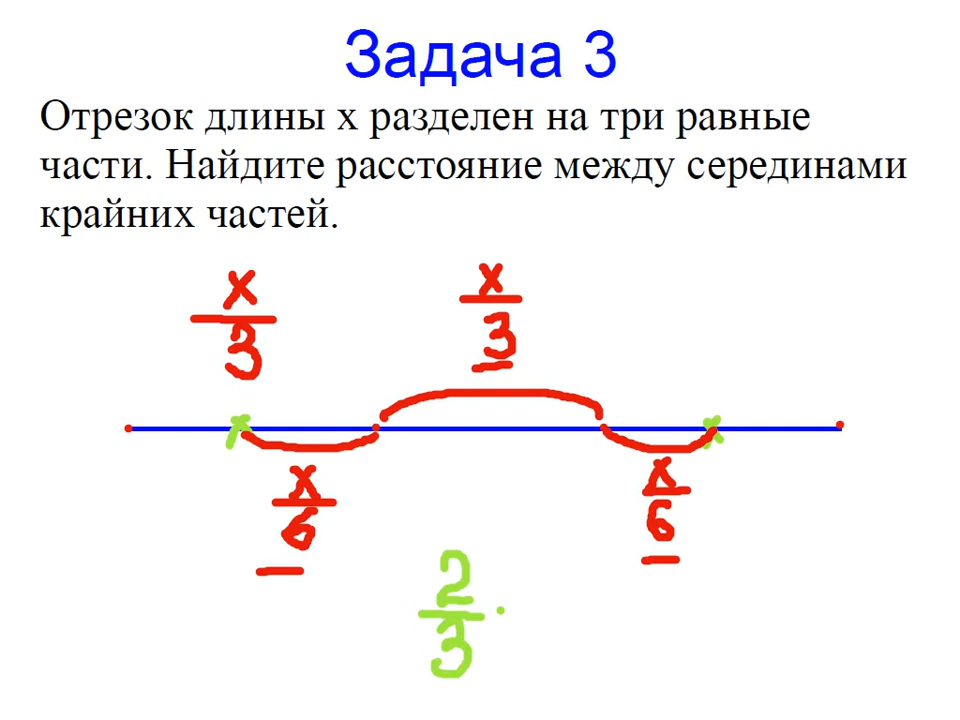 Задача 3
Отрезок длины x разделен на три равные
части. Найдите расстояние между серединами
крайних частей.
x/3
x/3
x/6
x/6
2/3 ·